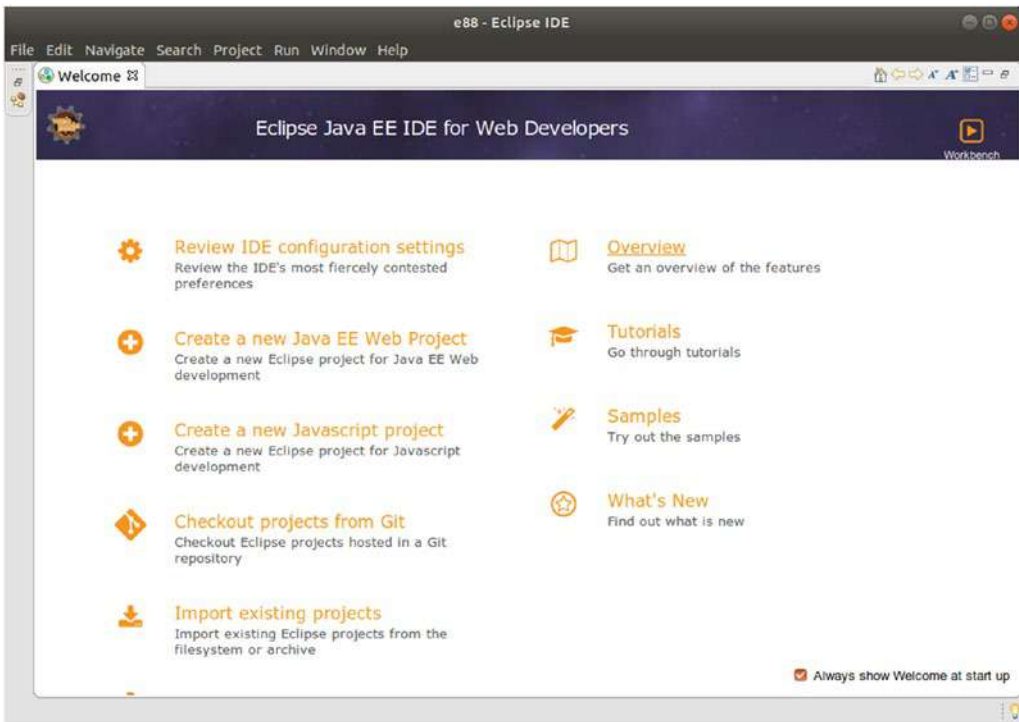 e88 - Eclipse IDE
File Edit Navigate Search Project Run Window Help
Welcome
Eclipse Java EE IDE for Web Developers
Workbench
Review IDE configuration settings
Review the IDE's most fiercely contested
preferences
Create a new Java EE Web Project
Create a new Eclipse project for Java EE Web
development
Create a new Javascript project
Create a new Eclipse project for Javascript
development
Checkout projects from Git
Checkout Eclipse projects hosted in a Git
repository
Import existing projects
Import existing Eclipse projects from the
filesystem or archive
Overview
Get an overview of the features
Tutorials
Go through tutorials
Samples
Try out the samples
What's New
Find out what is new
Always show Welcome at start up